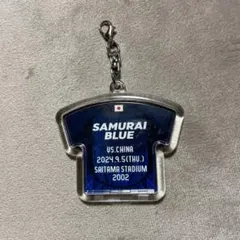 SAMURAI
BLUE
VS.CHINA
2024.9.5(THU.)
SAITAMA STADIUM
2002